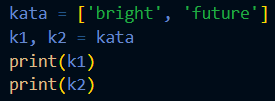 kata = ['bright', 'future']
k1, k2 = kata
print(k1)
print(k2)